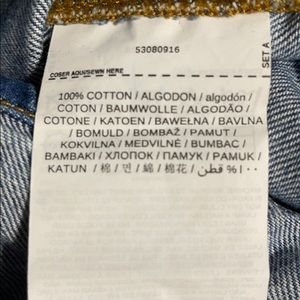 53080916
SET A
COSER AQUI/SEWN HERE
100% COTTON / ALGODON / algodón /
COTON / BAUMWOLLE / ALGODÃO /
COTONE / KATOEN / BAWEŁNA / BAVLNA
/ BOMULD / BOMBAŽ / PAMUT /
KOKVILNA / MEDVILNĖ / BUMBAC /
BAMBAKI / ХЛОПОК / ПАМУК / PAMUK /
KATUN / 棉 / 면 / 綿 / 棉花 / قطن / % ١٠٠